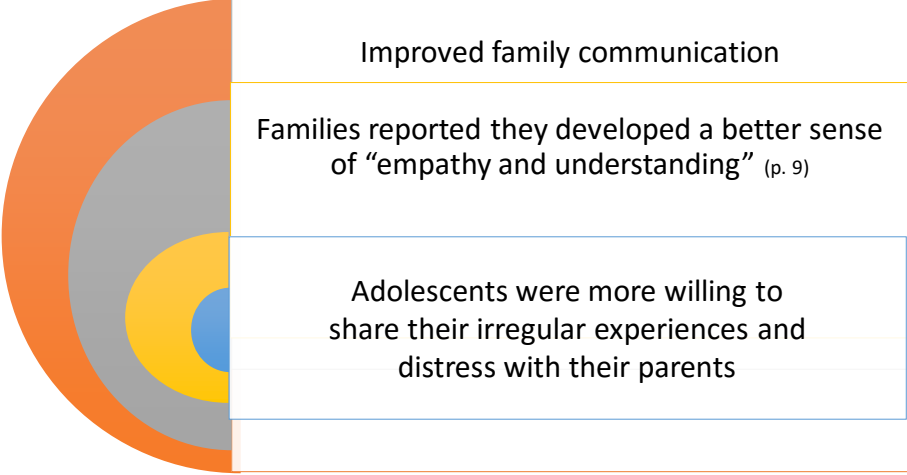 Improved family communication
Families reported they developed a better sense
of “empathy and understanding” (p. 9)
Adolescents were more willing to
share their irregular experiences and
distress with their parents